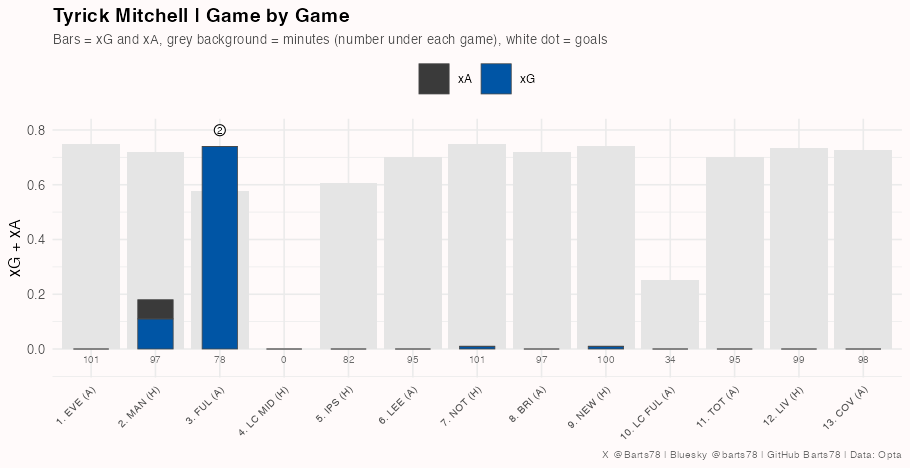 Tyrick Mitchell | Game by Game
Bars = xG and xA, grey background = minutes (number under each game), white dot = goals
xA xG
xG + xA
0.8
0.6
0.4
0.2
0.0
2
101 97 78 0 82 95 101 97 100 34 95 99 98
1. EVE (A)
2. MAN (H)
3. FUL (A)
4. LC MID (H)
5. IPS (H)
6. LEE (A)
7. NOT (H)
8. BRI (A)
9. NEW (H)
10. LC FUL (A)
11. TOT (A)
12. LIV (H)
13. COV (A)
X @Barts78 | Bluesky @barts78 | GitHub Barts78 | Data: Opta